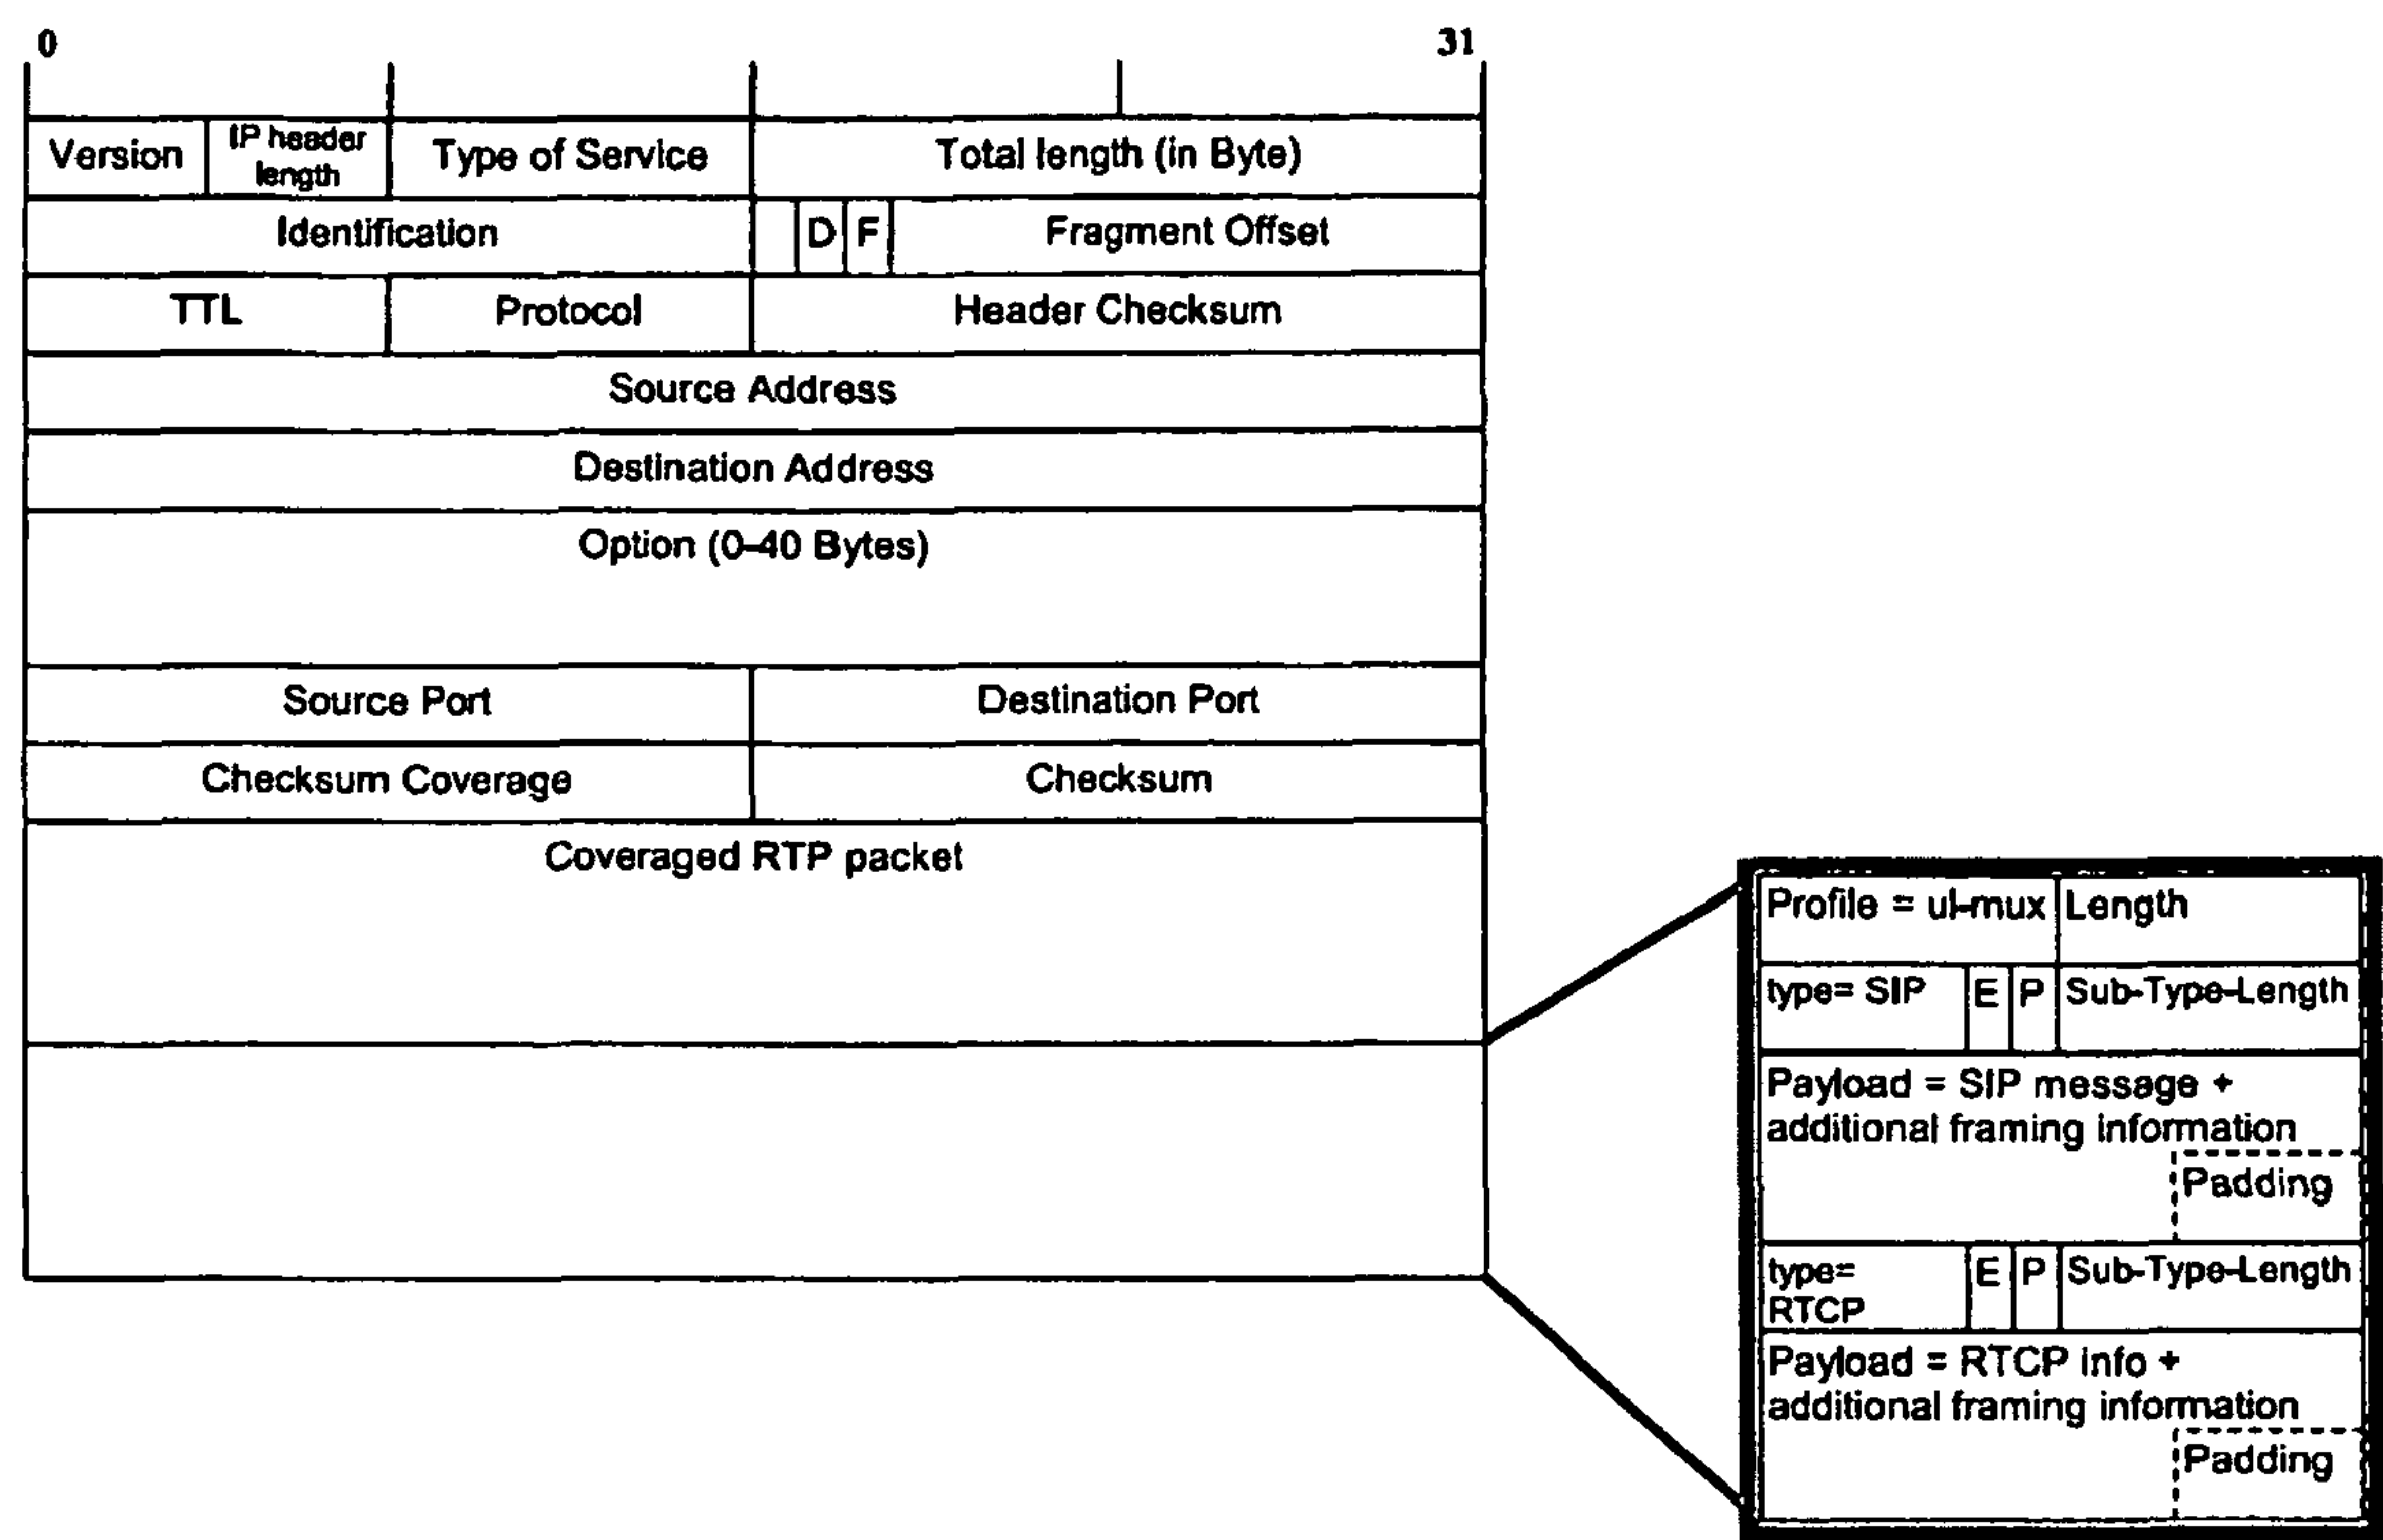 0 31
Version IP header length Type of Service Total length (in Byte)
Identification D F Fragment Offset
TTL Protocol Header Checksum
Source Address
Destination Address
Option (0-40 Bytes)
Source Port Destination Port
Checksum Coverage Checksum
Coveraged RTP packet
Profile = ul-mux Length
type= SIP E P Sub-Type-Length
Payload = SIP message +
additional framing information
Padding
type= RTCP E P Sub-Type-Length
Payload = RTCP info +
additional framing information
Padding